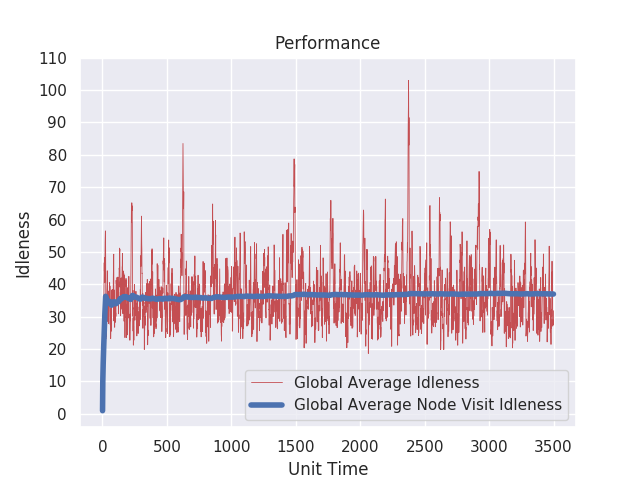 Performance
110
100
90
80
70
60
50
40
30
20
10
0
Idleness
Global Average Idleness
Global Average Node Visit Idleness
0 500 1000 1500 2000 2500 3000 3500
Unit Time